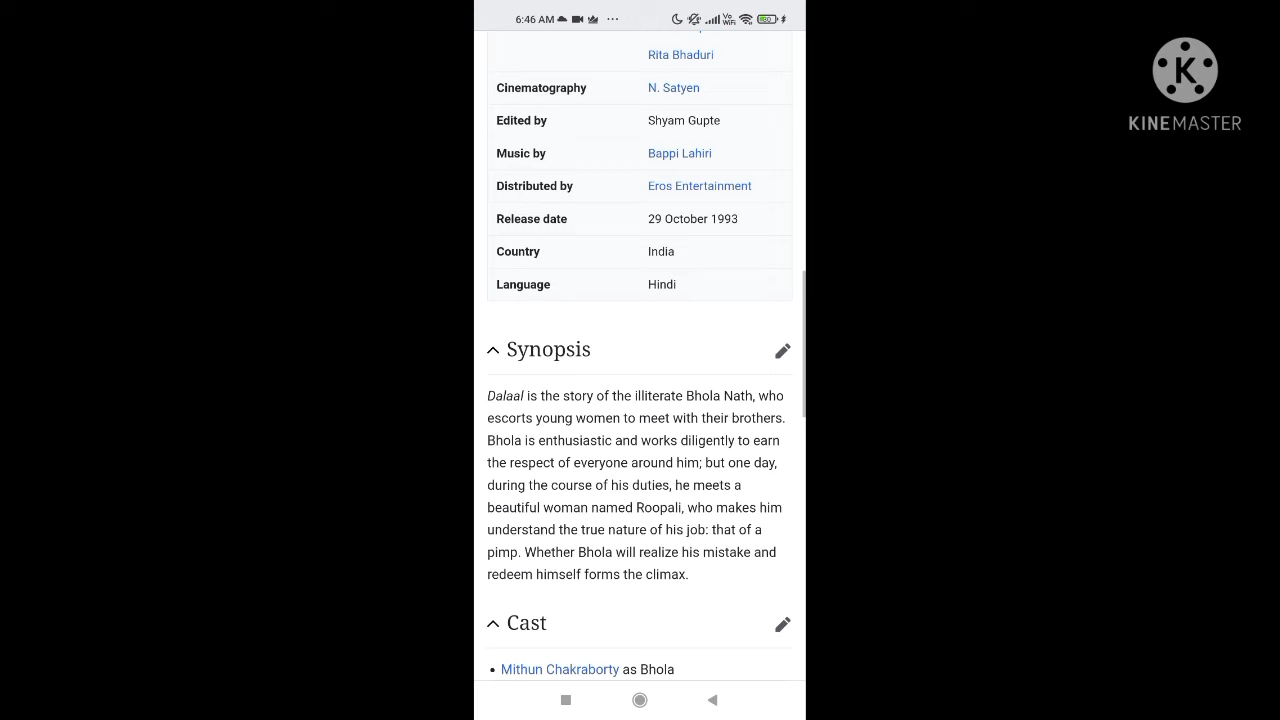 6:46 AM
Vo
WiFi
80
Rita Bhaduri
Cinematography N. Satyen
Edited by Shyam Gupte
Music by Bappi Lahiri
Distributed by Eros Entertainment
Release date 29 October 1993
Country India
Language Hindi
Synopsis
Dalaal is the story of the illiterate Bhola Nath, who
escorts young women to meet with their brothers.
Bhola is enthusiastic and works diligently to earn
the respect of everyone around him; but one day,
during the course of his duties, he meets a
beautiful woman named Roopali, who makes him
understand the true nature of his job: that of a
pimp. Whether Bhola will realize his mistake and
redeem himself forms the climax.
Cast
• Mithun Chakraborty as Bhola
K
KINEMASTER